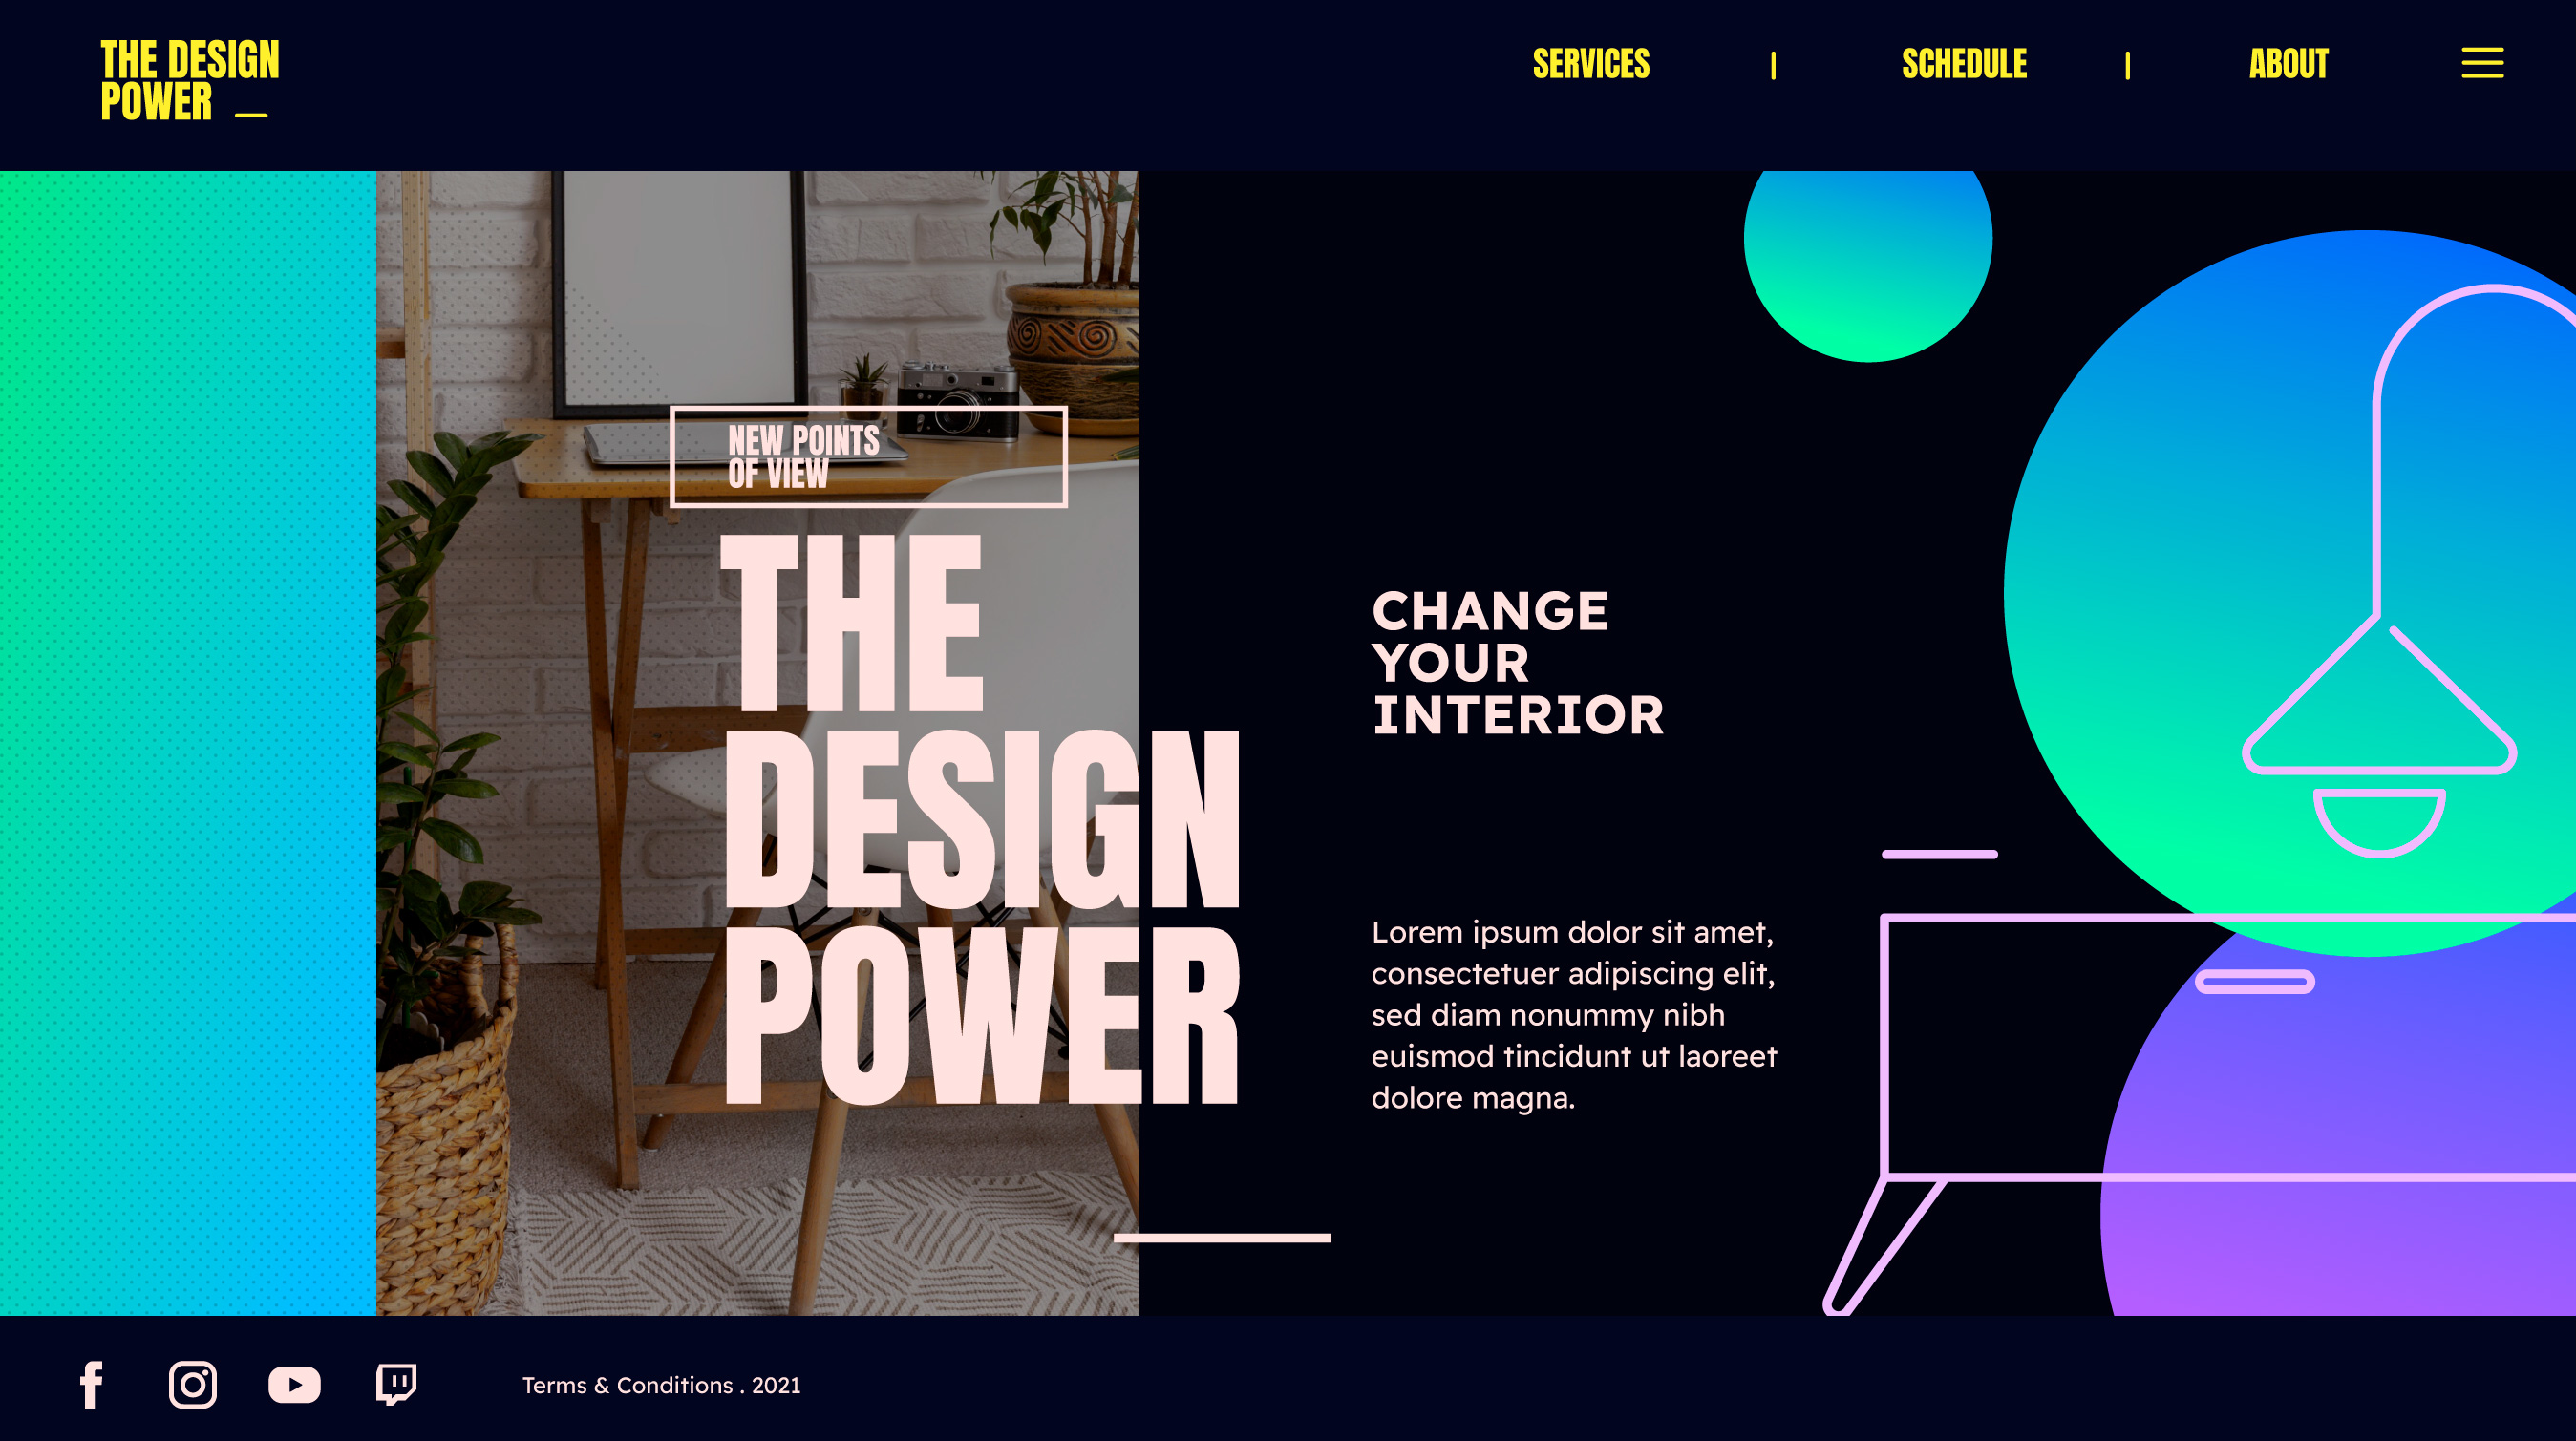 THE DESIGN
POWER
SERVICES
SCHEDULE
ABOUT
NEW POINTS
OF VIEW
THE
DESIGN
POWER
CHANGE
YOUR
INTERIOR
Lorem ipsum dolor sit amet,
consectetuer adipiscing elit,
sed diam nonummy nibh
euismod tincidunt ut laoreet
dolore magna.
Terms & Conditions . 2021